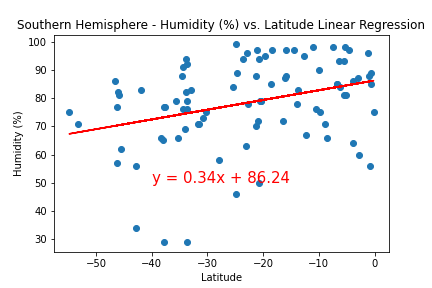 Southern Hemisphere - Humidity (%) vs. Latitude Linear Regression
100
90
80
70
60
50
40
30
Humidity (%)
y = 0.34x + 86.24
−50 −40 −30 −20 −10 0
Latitude